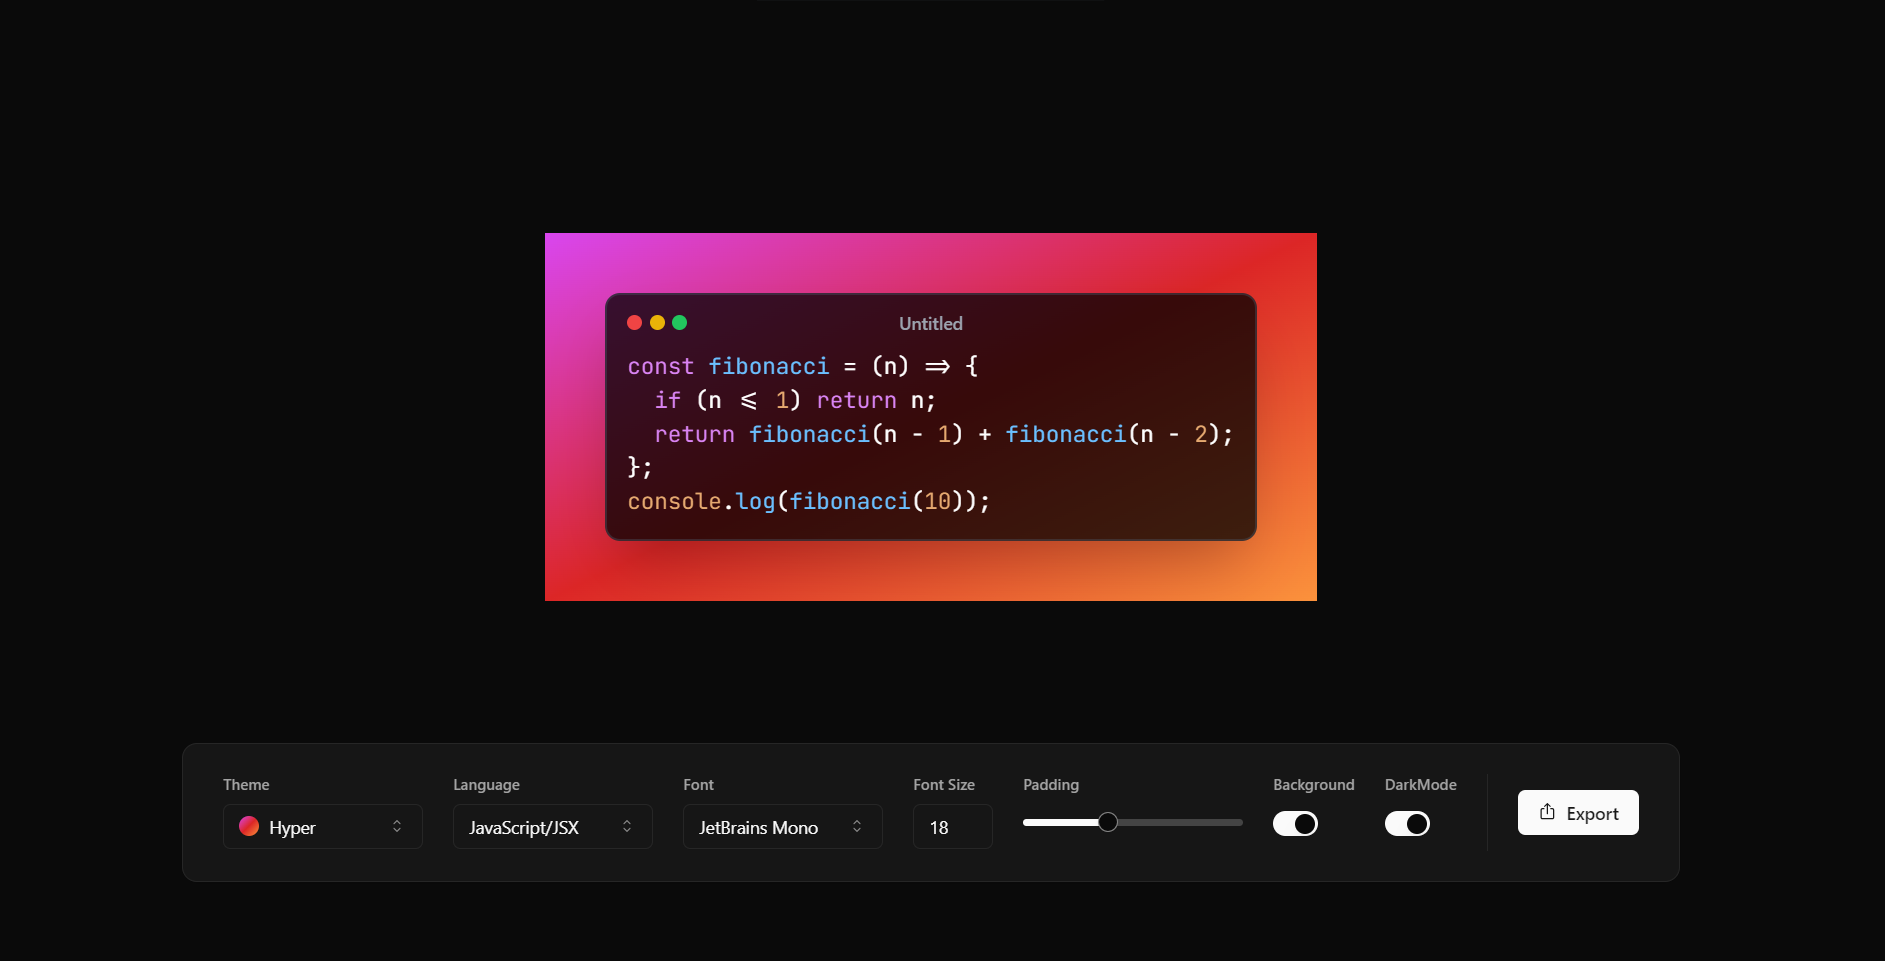 Untitled
const fibonacci = (n) => {
  if (n <= 1) return n;
  return fibonacci(n - 1) + fibonacci(n - 2);
};
console.log(fibonacci(10));
Theme
Language
Font
Font Size
Padding
Background
DarkMode
Hyper
JavaScript/JSX
JetBrains Mono
18
Export